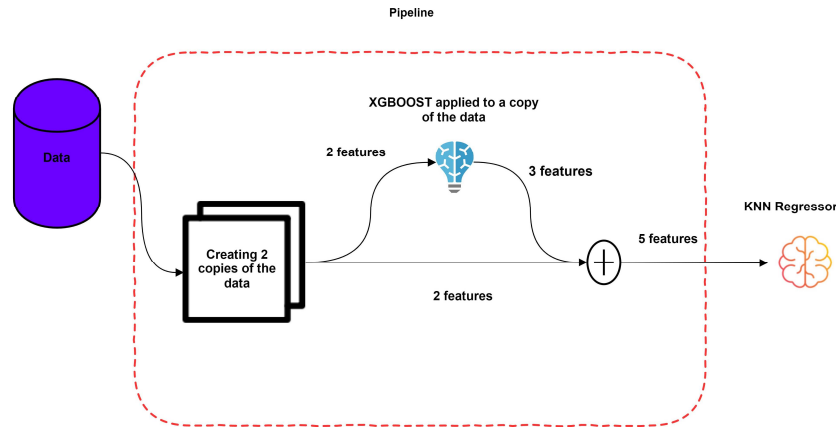 Pipeline
XGBOOST applied to a copy
of the data
Data
2 features
3 features
KNN Regressor
Creating 2
copies of the
data
5 features
2 features